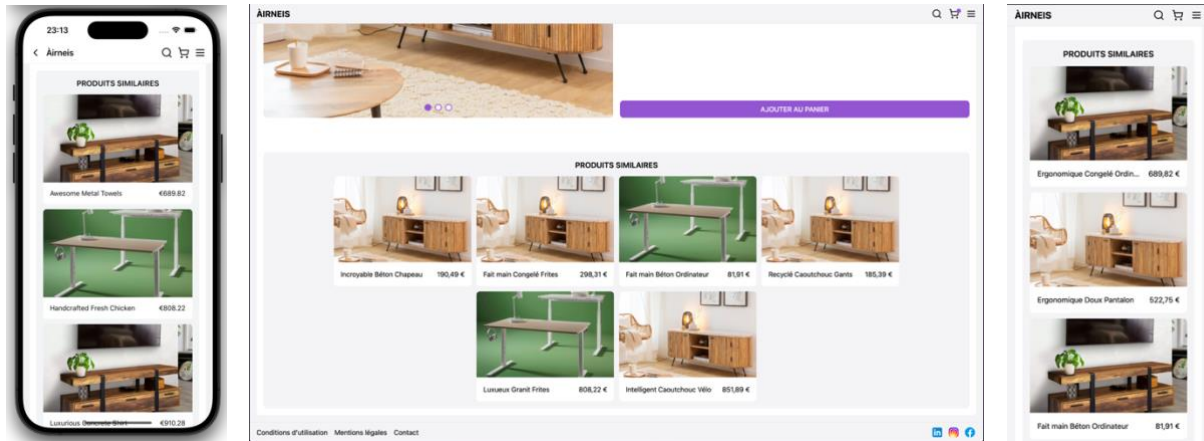 23:13
Àirneis
PRODUITS SIMILAIRES
Awesome Metal Towels €689.82
Handcrafted Fresh Chicken €808.22
Luxurious Concrete Shirt €910.28
ÀIRNEIS
AJOUTER AU PANIER
PRODUITS SIMILAIRES
Incroyable Béton Chapeau 190,49 € Fait main Congelé Frites 298,31 € Fait main Béton Ordinateur 81,91 € Recyclé Caoutchouc Gants 185,39 €
Luxueux Granit Frites 808,22 € Intelligent Caoutchouc Vélo 851,89 €
Conditions d'utilisation Mentions légales Contact
ÀIRNEIS
PRODUITS SIMILAIRES
Ergonomique Congelé Ordin... 689,82 €
Ergonomique Doux Pantalon 522,75 €
Fait main Béton Ordinateur 81,91 €